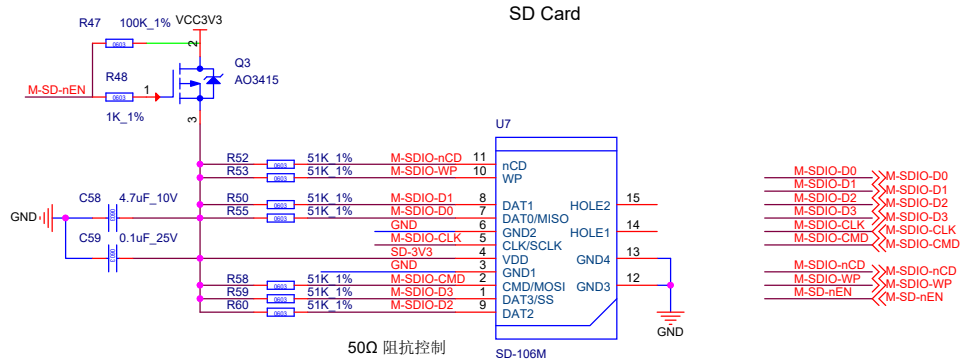 SD Card
R47 100K_1% VCC3V3
0603
2
Q3
AO3415
M-SD-nEN
R48
0603
1
1K_1%
3
U7
R52 0603 51K_1% M-SDIO-nCD 11 nCD
R53 0603 51K_1% M-SDIO-WP 10 WP
C58 4.7uF_10V
R50 0603 51K_1% M-SDIO-D1 8 DAT1 HOLE2 15
GND
R55 0603 51K_1% M-SDIO-D0 7 DAT0/MISO
GND 6 GND2 HOLE1 14
C59 0.1uF_25V
M-SDIO-CLK 5 CLK/SCLK
SD-3V3 4 VDD GND4 13
GND 3 GND1
R58 0603 51K_1% M-SDIO-CMD 2 CMD/MOSI GND3 12
R59 0603 51K_1% M-SDIO-D3 1 DAT3/SS
R60 0603 51K_1% M-SDIO-D2 9 DAT2
GND
50Ω 阻抗控制
SD-106M
M-SDIO-D0 M-SDIO-D0
M-SDIO-D1 M-SDIO-D1
M-SDIO-D2 M-SDIO-D2
M-SDIO-D3 M-SDIO-D3
M-SDIO-CLK M-SDIO-CLK
M-SDIO-CMD M-SDIO-CMD
M-SDIO-nCD M-SDIO-nCD
M-SDIO-WP M-SDIO-WP
M-SD-nEN M-SD-nEN